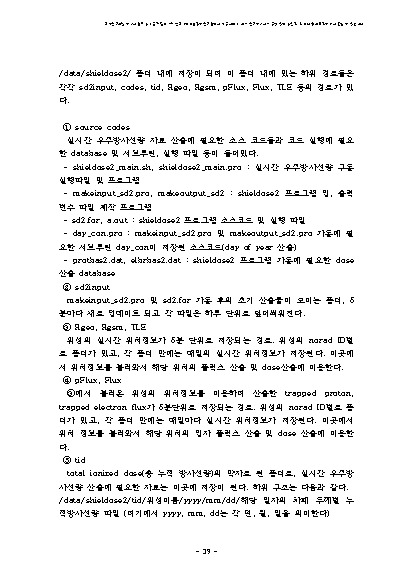 /data/shieldose2/ 폴더 내에 저장이 되며 이 폴더 내에 있는 하위 경로들은
각각 sd2input, codes, tid, Rgeo, Rgsm, pFlux, Flux, TLE 등의 경로가 있
다.
① source codes
실시간 우주방사선량 자료 산출에 필요한 소스 코드들과 코드 실행에 필요
한 database 및 서브루틴, 실행 파일 등이 들어있다.
- shieldose2_main.sh, shieldose2_main.pro : 실시간 우주방사선량 구동
실행파일 및 프로그램
- makeinput_sd2.pro, makeoutput_sd2 : shieldose2 프로그램 입, 출력
변수 파일 제작 프로그램
- sd2.for, a.out : shieldose2 프로그램 소스코드 및 실행 파일
- day_con.pro : makeinput_sd2.pro 및 makeoutput_sd2.pro 가동에 필
요한 서브루틴 day_con이 저장된 소스코드(day of year 산출)
- protbas2.dat, elbrbas2.dat : shieldose2 프로그램 가동에 필요한 dose
산출 database
② sd2input
makeinput_sd2.pro 및 sd2.for 가동 후의 초기 산출물이 모이는 폴더, 5
분마다 새로 업데이트 되고 각 파일은 하루 단위로 덮어씌워진다.
③ Rgeo, Rgsm, TLE
위성의 실시간 위치정보가 5분 단위로 저장되는 경로. 위성의 norad ID별
로 폴더가 있고, 각 폴더 안에는 매일의 실시간 위치정보가 저장된다. 이곳에
서 위치정보를 불러와서 해당 위치의 플럭스 산출 및 dose산출에 이용한다.
④ pFlux, Flux
③에서 불러온 위성의 위치정보를 이용하여 산출한 trapped proton,
trapped electron flux가 5분단위로 저장되는 경로. 위성의 norad ID별로 폴
더가 있고, 각 폴더 안에는 매일마다 실시간 위치정보가 저장된다. 이곳에서
위치 정보를 불러와서 해당 위치의 입자 플럭스 산출 및 dose 산출에 이용한
다.
⑤ tid
total ionized dose(총 누적 방사선량)의 약자로 된 폴더로, 실시간 우주방
사선량 산출에 필요한 자료는 이곳에 저장이 된다. 하위 구조는 다음과 같다.
/data/shieldose2/tid/위성이름/yyyy/mm/dd/해당 일자의 차폐 두께별 누
적방사선량 파일 (여기에서 yyyy, mm, dd는 각 년, 월, 일을 의미한다)
- 39 -